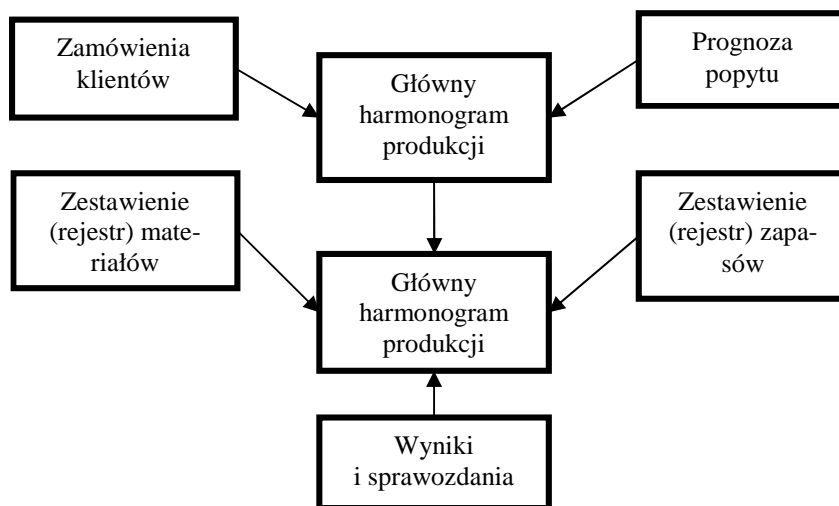 Zamówienia
klientów
Główny
harmonogram
produkcji
Prognoza
popytu
Zestawienie
(rejestr) mate-
riałów
Główny
harmonogram
produkcji
Zestawienie
(rejestr) zapa-
sów
Wyniki
i sprawozdania